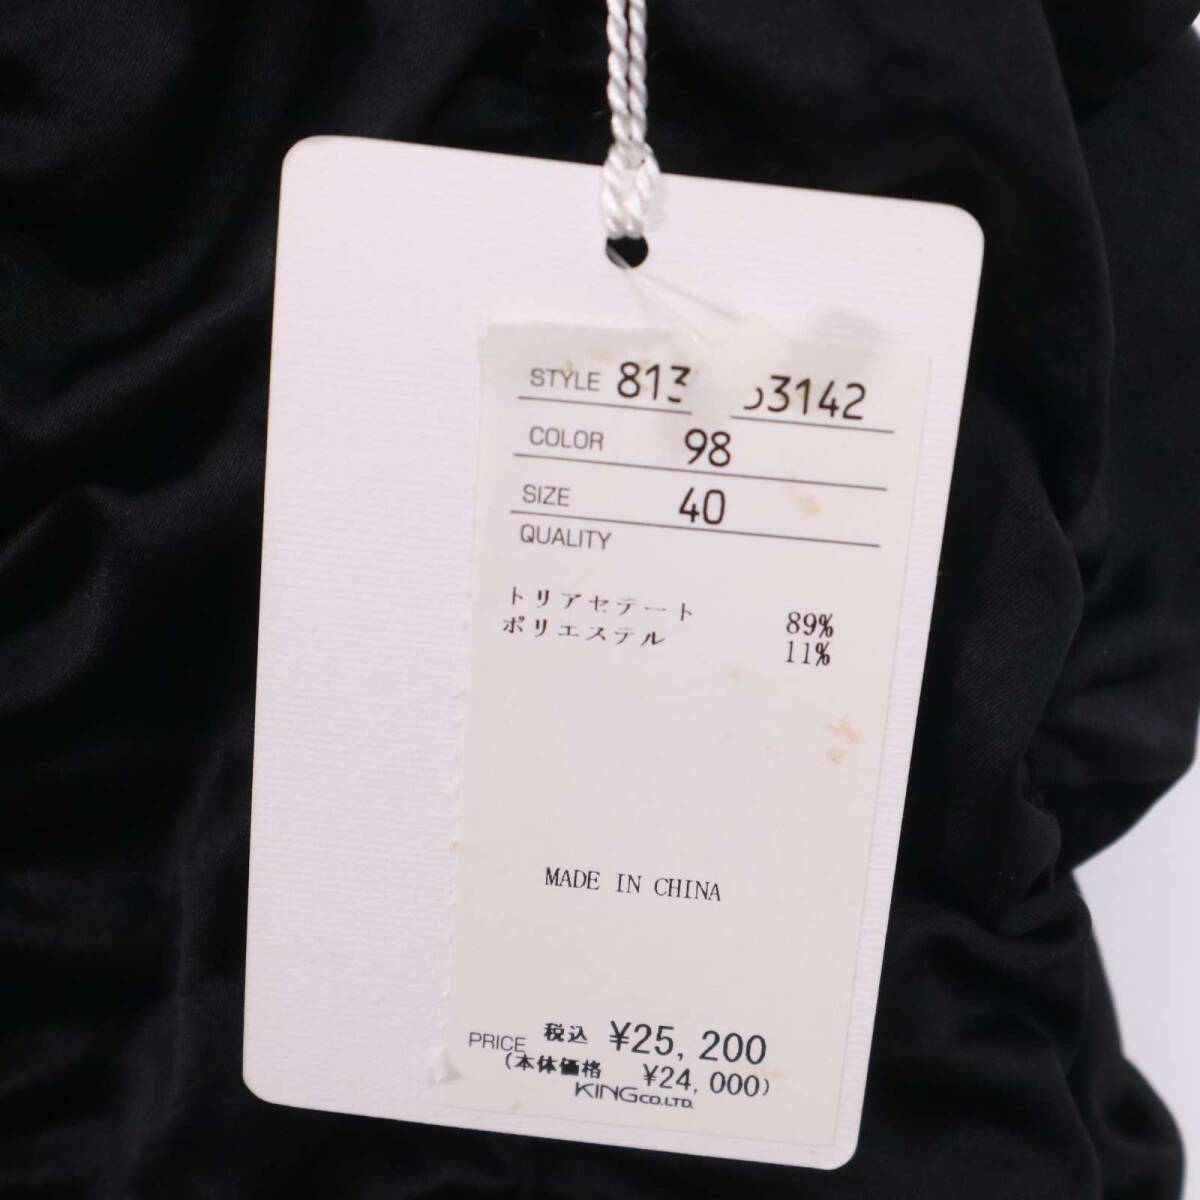 STYLE 813 53142
COLOR 98
SIZE 40
QUALITY
トリアセテート 89%
ポリエステル 11%
MADE IN CHINA
PRICE 税込 ¥25,200
(本体価格 ¥24,000)
KING CO.LTD.